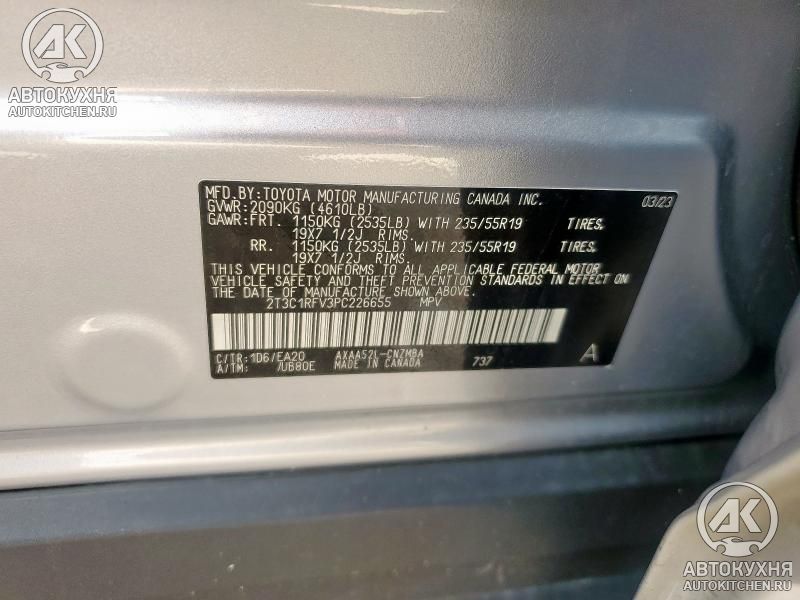 AK
АВТОКУХНЯ
AUTOKITCHEN.RU
MFD.BY:TOYOTA MOTOR MANUFACTURING CANADA INC. 03/23
GVWR:2090KG (4610LB)
GAWR:FRT. 1150KG (2535LB) WITH 235/55R19 TIRES.
19X7 1/2J RIMS.
RR. 1150KG (2535LB) WITH 235/55R19 TIRES.
19X7 1/2J RIMS.
THIS VEHICLE CONFORMS TO ALL APPLICABLE FEDERAL MOTOR
VEHICLE SAFETY AND THEFT PREVENTION STANDARDS IN EFFECT ON
THE DATE OF MANUFACTURE SHOWN ABOVE.
2T3C1RFV3PC226655 MPV
C/TR:1D6/EA20 AXAA52L-CNZMBA
A/TM: /UB80E MADE IN CANADA 737 A
AK
АВТОКУХНЯ
AUTOKITCHEN.RU